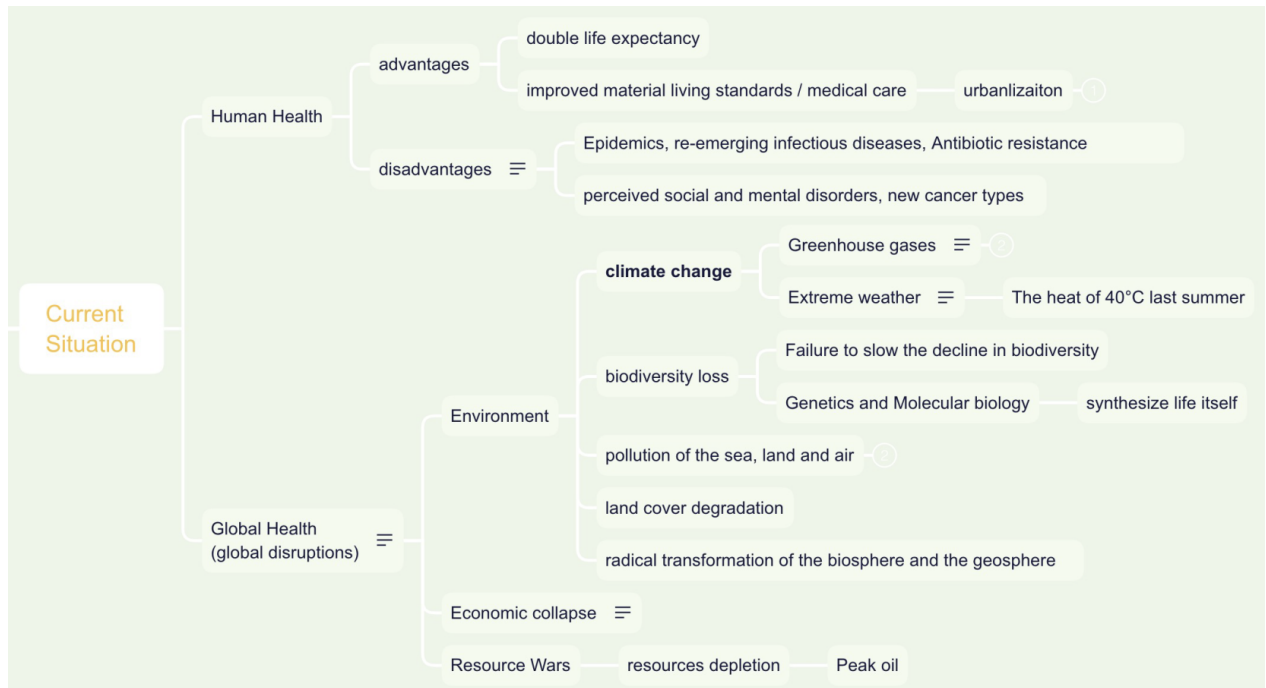 double life expectancy
advantages
improved material living standards / medical care
urbanlizaiton
1
Human Health
Epidemics, re-emerging infectious diseases, Antibiotic resistance
disadvantages
perceived social and mental disorders, new cancer types
Greenhouse gases
2
climate change
Extreme weather
The heat of 40°C last summer
Current
Situation
Failure to slow the decline in biodiversity
biodiversity loss
Genetics and Molecular biology
synthesize life itself
Environment
pollution of the sea, land and air
2
land cover degradation
Global Health
(global disruptions)
radical transformation of the biosphere and the geosphere
Economic collapse
Resource Wars
resources depletion
Peak oil